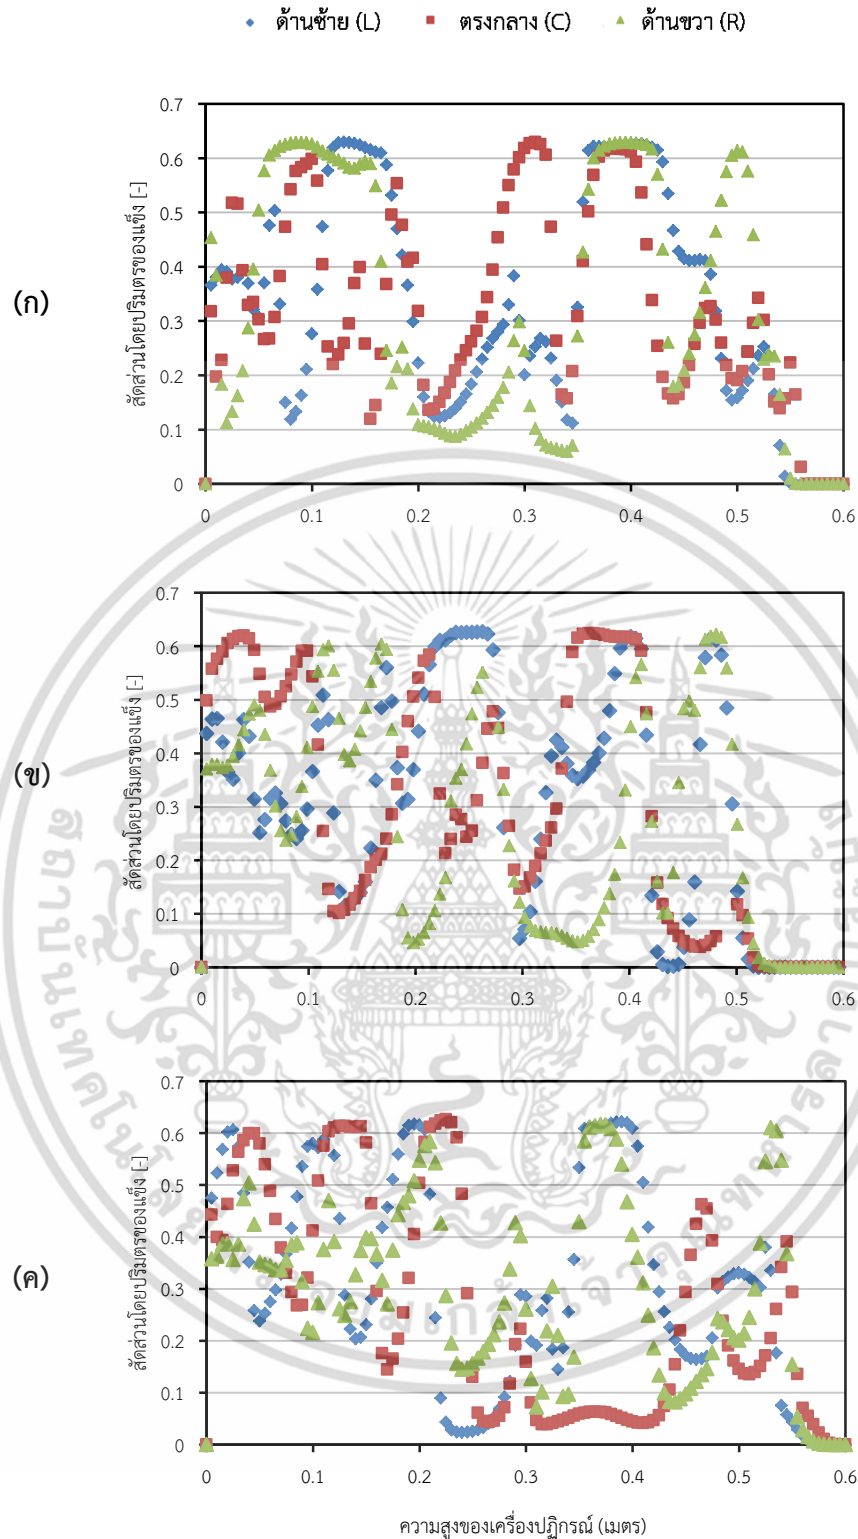 ด้านซ้าย (L) ตรงกลาง (C) ด้านขวา (R)
(ก)
สัดส่วนโดยปริมาตรของแข็ง [-]
0.7
0.6
0.5
0.4
0.3
0.2
0.1
0
0 0.1 0.2 0.3 0.4 0.5 0.6
(ข)
สัดส่วนโดยปริมาตรของแข็ง [-]
0.7
0.6
0.5
0.4
0.3
0.2
0.1
0
0 0.1 0.2 0.3 0.4 0.5 0.6
(ค)
สัดส่วนโดยปริมาตรของแข็ง [-]
0.7
0.6
0.5
0.4
0.3
0.2
0.1
0
0 0.1 0.2 0.3 0.4 0.5 0.6
ความสูงของเครื่องปฏิกรณ์ (เมตร)